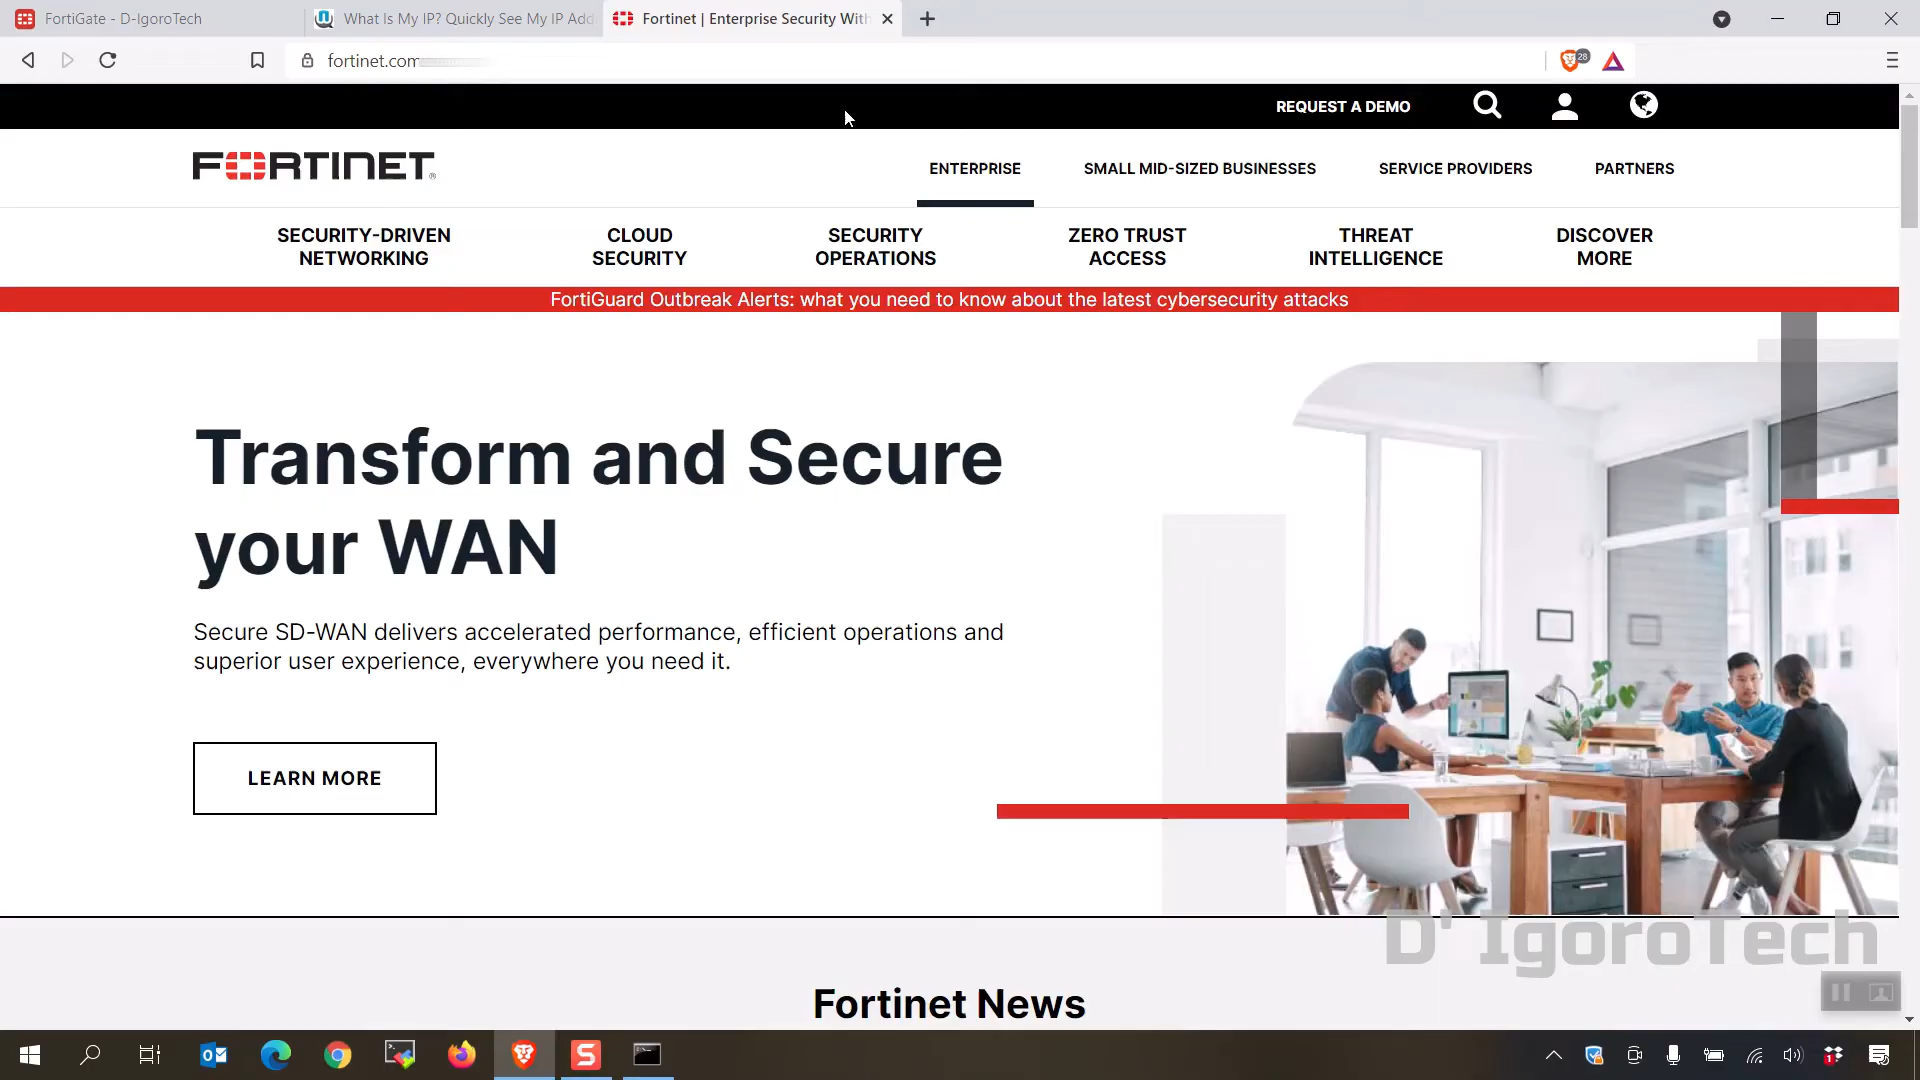 FortiGate - D-IgoroTech
What Is My IP? Quickly See My IP Add
Fortinet | Enterprise Security With
fortinet.com
28
REQUEST A DEMO
FORTINET
ENTERPRISE
SMALL MID-SIZED BUSINESSES
SERVICE PROVIDERS
PARTNERS
SECURITY-DRIVEN
NETWORKING
CLOUD
SECURITY
SECURITY
OPERATIONS
ZERO TRUST
ACCESS
THREAT
INTELLIGENCE
DISCOVER
MORE
FortiGuard Outbreak Alerts: what you need to know about the latest cybersecurity attacks
Transform and Secure
your WAN
Secure SD-WAN delivers accelerated performance, efficient operations and
superior user experience, everywhere you need it.
LEARN MORE
D' IgoroTech
Fortinet News